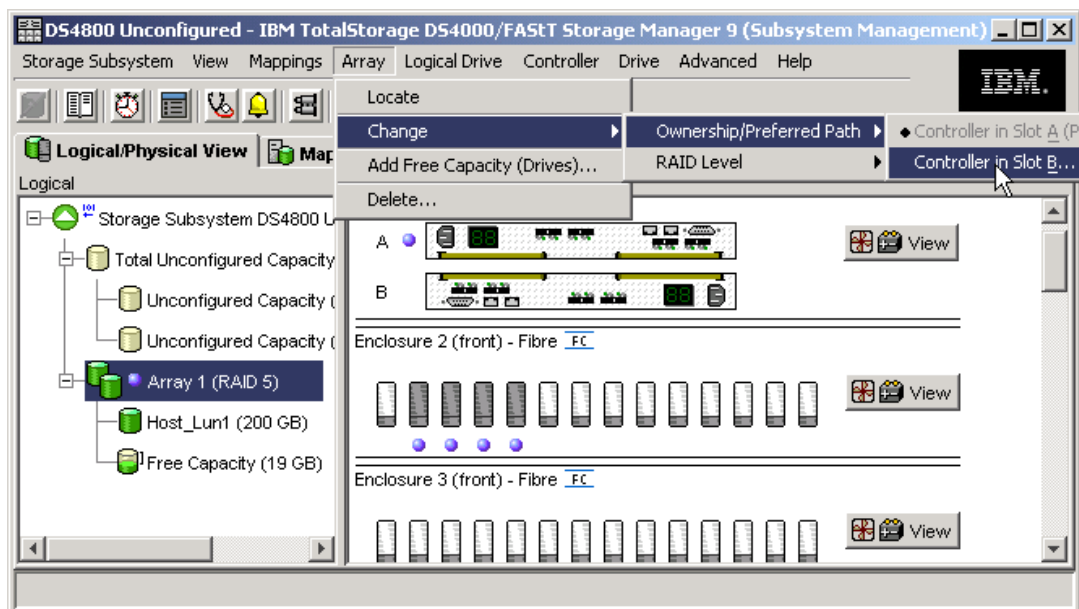 DS4800 Unconfigured - IBM TotalStorage DS4000/FAStT Storage Manager 9 (Subsystem Management)
Storage Subsystem View Mappings Array Logical Drive Controller Drive Advanced Help
IBM.
Locate
Change
Ownership/Preferred Path
Controller in Slot A (P
Add Free Capacity (Drives)...
RAID Level
Controller in Slot B...
Delete...
Logical/Physical View
Map
Logical
Storage Subsystem DS4800 U
Total Unconfigured Capacity
Unconfigured Capacity (
Unconfigured Capacity (
Array 1 (RAID 5)
Host_Lun1 (200 GB)
Free Capacity (19 GB)
A
88
View
B
88
Enclosure 2 (front) - Fibre FC
View
Enclosure 3 (front) - Fibre FC
View